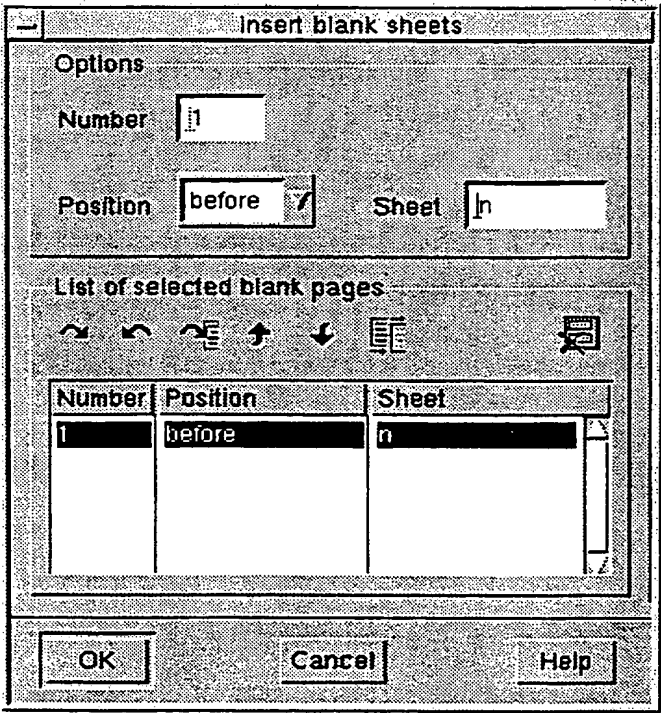 Insert blank sheets
Options
Number 1
Position before Sheet n
List of selected blank pages
Number Position Sheet
1 before n
OK Cancel Help